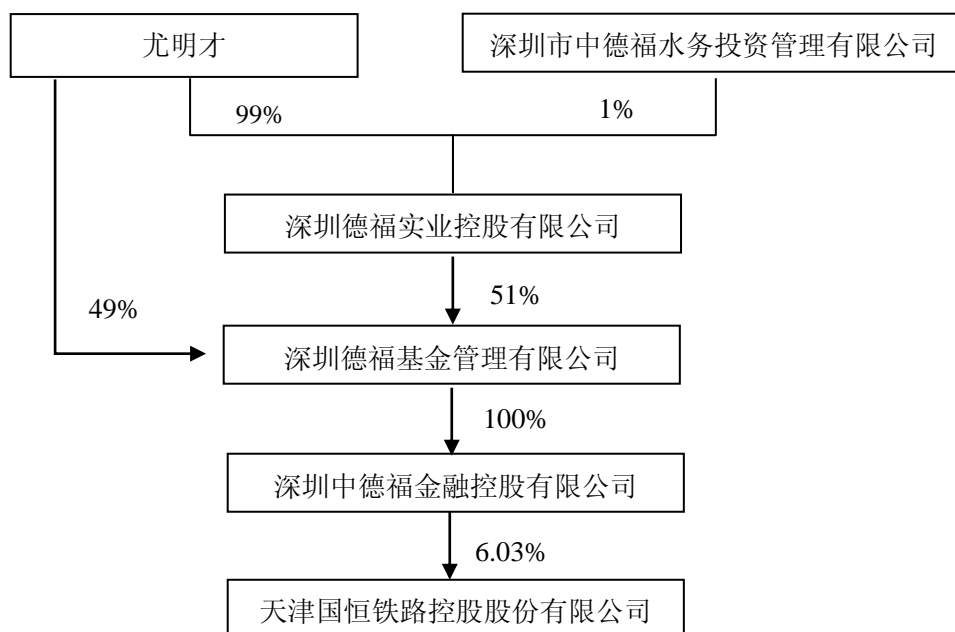 尤明才
深圳市中德福水务投资管理有限公司
99%
1%
深圳德福实业控股有限公司
51%
49%
深圳德福基金管理有限公司
100%
深圳中德福金融控股有限公司
6.03%
天津国恒铁路控股股份有限公司